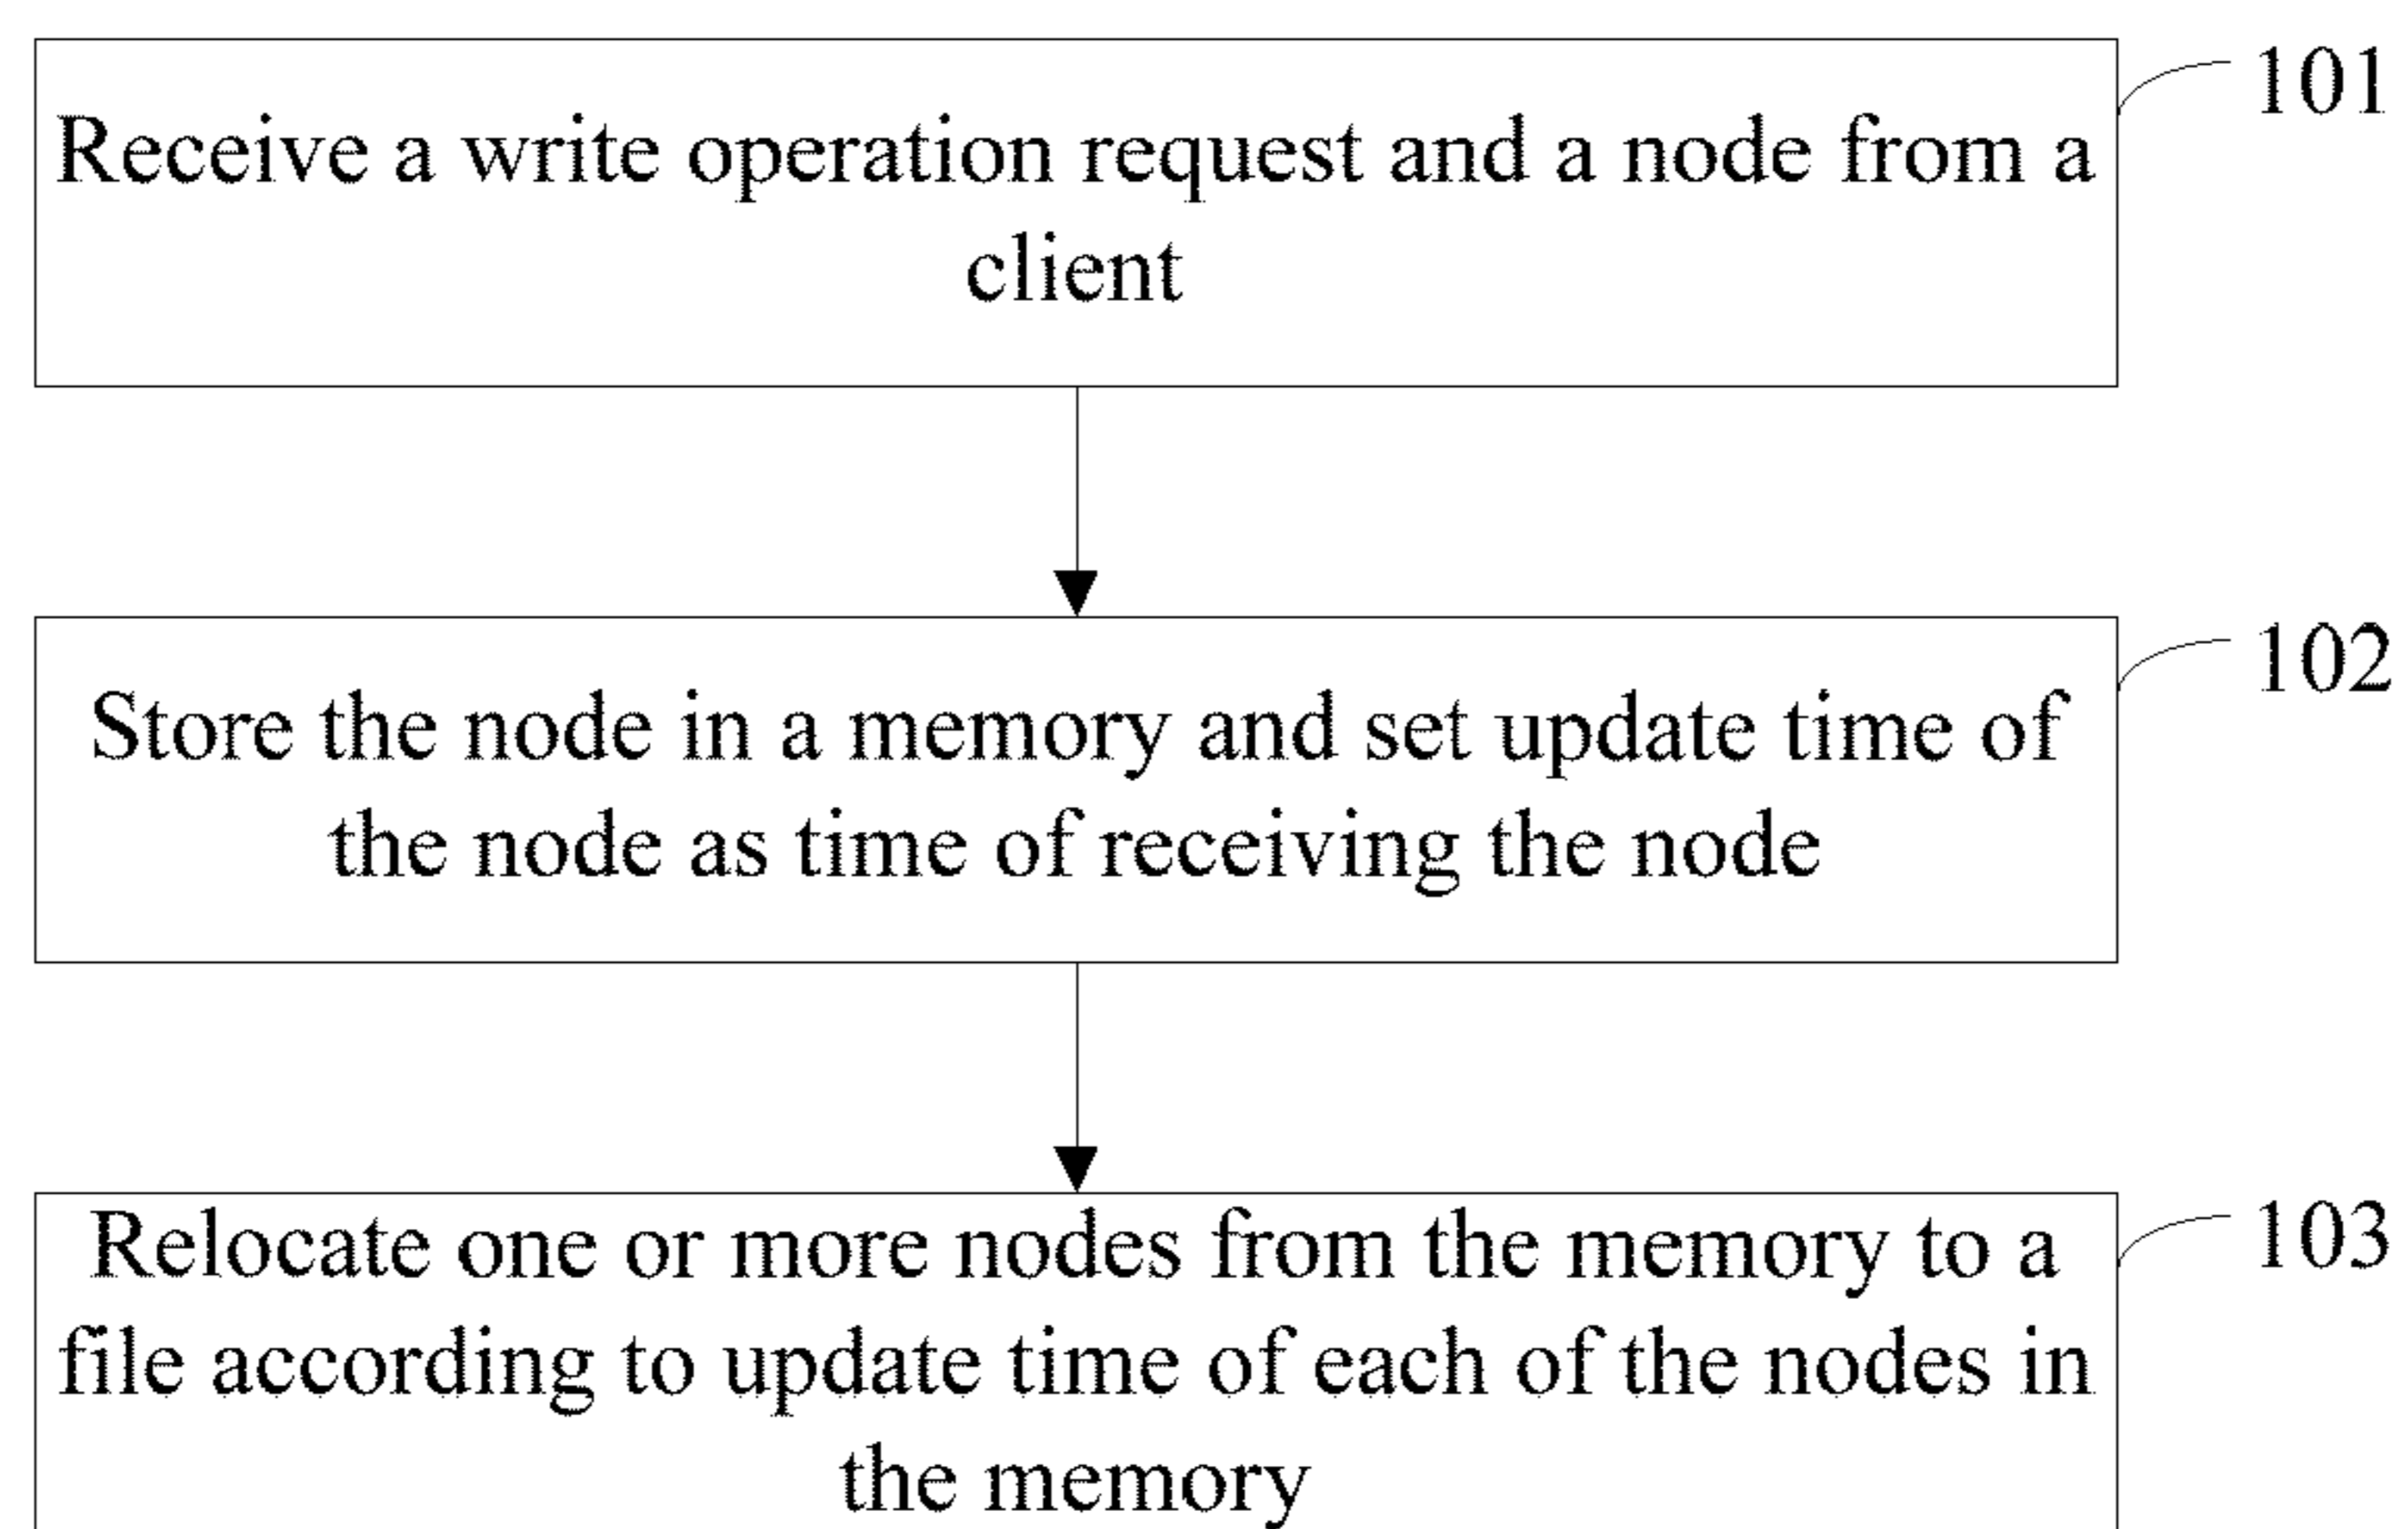 101
Receive a write operation request and a node from a
client
102
Store the node in a memory and set update time of
the node as time of receiving the node
103
Relocate one or more nodes from the memory to a
file according to update time of each of the nodes in
the memory